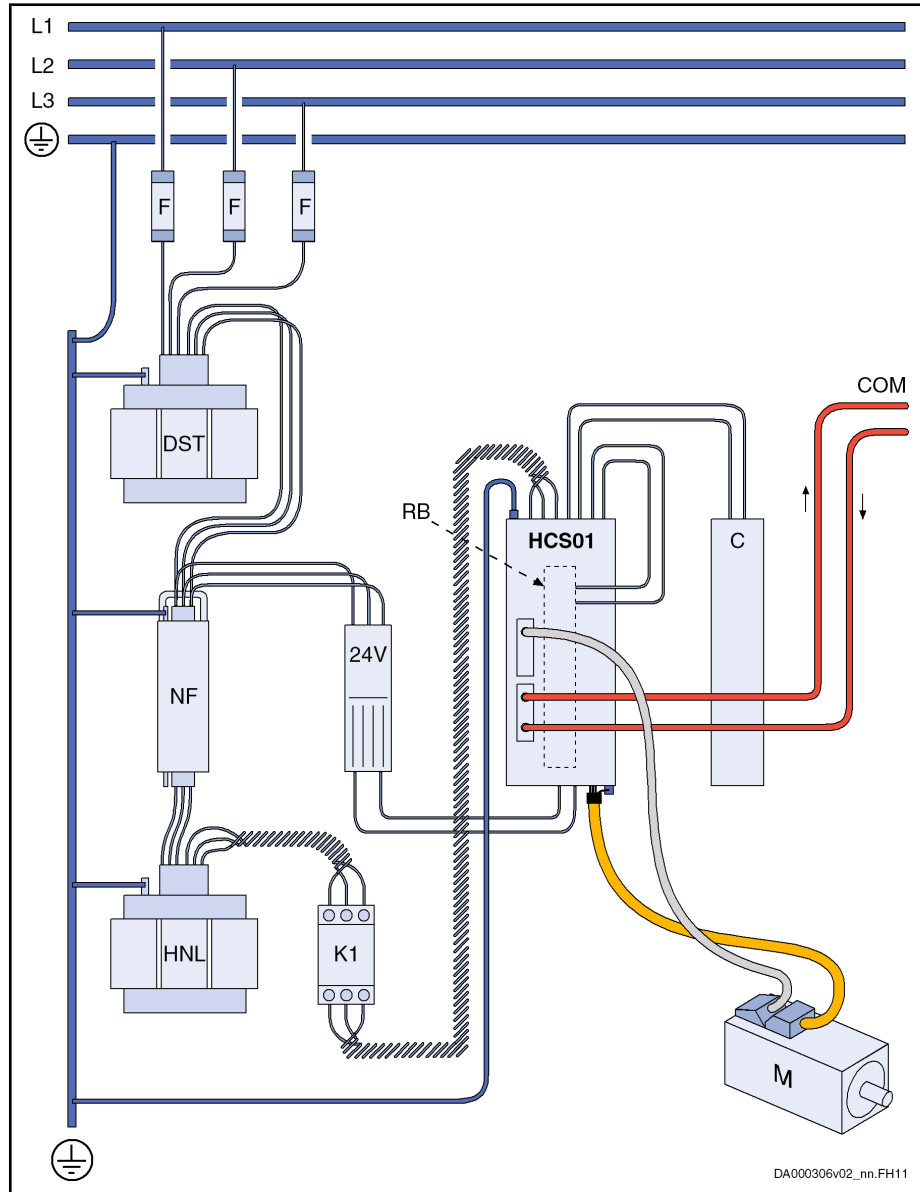 L1
L2
L3
F F F
COM
DST
RB
HCS01
C
24V
NF
HNL
K1
M
DA000306v02_nn.FH11